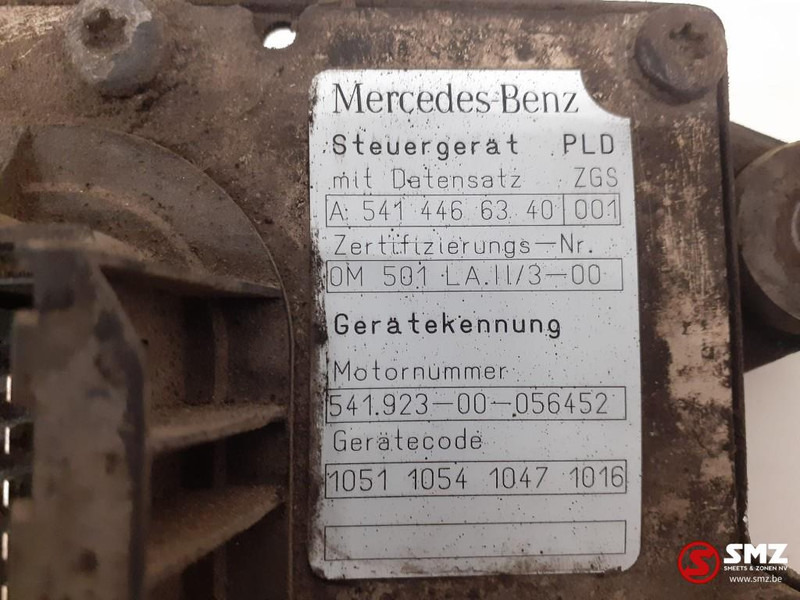 Mercedes-Benz
Steuergerät PLD
mit Datensatz ZGS
A: 541 446 63 40 001
Zertifizierungs-Nr.
OM 501 LA.II/3-00
Gerätekennung
Motornummer
541.923-00-056452
Gerätecode
1051 1054 1047 1016
SMZ
SMEETS & ZONEN NV
www.smz.be